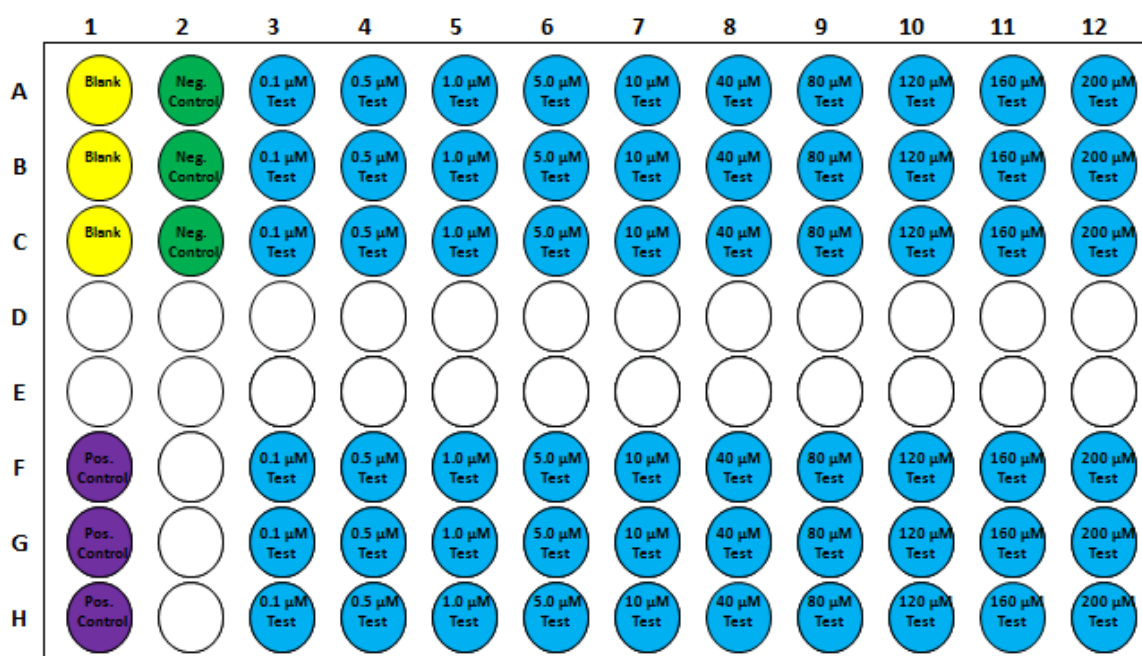 1 2 3 4 5 6 7 8 9 10 11 12
A Blank Neg. Control 0.1 µM Test 0.5 µM Test 1.0 µM Test 5.0 µM Test 10 µM Test 40 µM Test 80 µM Test 120 µM Test 160 µM Test 200 µM Test
B Blank Neg. Control 0.1 µM Test 0.5 µM Test 1.0 µM Test 5.0 µM Test 10 µM Test 40 µM Test 80 µM Test 120 µM Test 160 µM Test 200 µM Test
C Blank Neg. Control 0.1 µM Test 0.5 µM Test 1.0 µM Test 5.0 µM Test 10 µM Test 40 µM Test 80 µM Test 120 µM Test 160 µM Test 200 µM Test
D
E
F Pos. Control 0.1 µM Test 0.5 µM Test 1.0 µM Test 5.0 µM Test 10 µM Test 40 µM Test 80 µM Test 120 µM Test 160 µM Test 200 µM Test
G Pos. Control 0.1 µM Test 0.5 µM Test 1.0 µM Test 5.0 µM Test 10 µM Test 40 µM Test 80 µM Test 120 µM Test 160 µM Test 200 µM Test
H Pos. Control 0.1 µM Test 0.5 µM Test 1.0 µM Test 5.0 µM Test 10 µM Test 40 µM Test 80 µM Test 120 µM Test 160 µM Test 200 µM Test